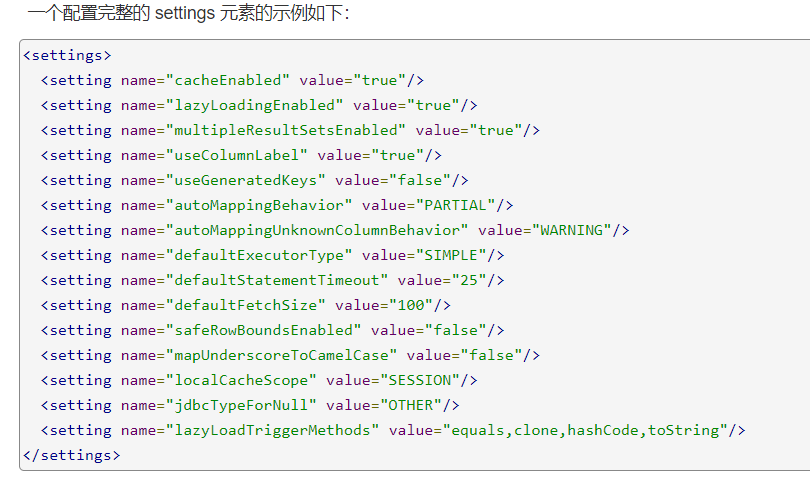 一个配置完整的 settings 元素的示例如下：
<settings>
  <setting name="cacheEnabled" value="true"/>
  <setting name="lazyLoadingEnabled" value="true"/>
  <setting name="multipleResultSetsEnabled" value="true"/>
  <setting name="useColumnLabel" value="true"/>
  <setting name="useGeneratedKeys" value="false"/>
  <setting name="autoMappingBehavior" value="PARTIAL"/>
  <setting name="autoMappingUnknownColumnBehavior" value="WARNING"/>
  <setting name="defaultExecutorType" value="SIMPLE"/>
  <setting name="defaultStatementTimeout" value="25"/>
  <setting name="defaultFetchSize" value="100"/>
  <setting name="safeRowBoundsEnabled" value="false"/>
  <setting name="mapUnderscoreToCamelCase" value="false"/>
  <setting name="localCacheScope" value="SESSION"/>
  <setting name="jdbcTypeForNull" value="OTHER"/>
  <setting name="lazyLoadTriggerMethods" value="equals,clone,hashCode,toString"/>
</settings>